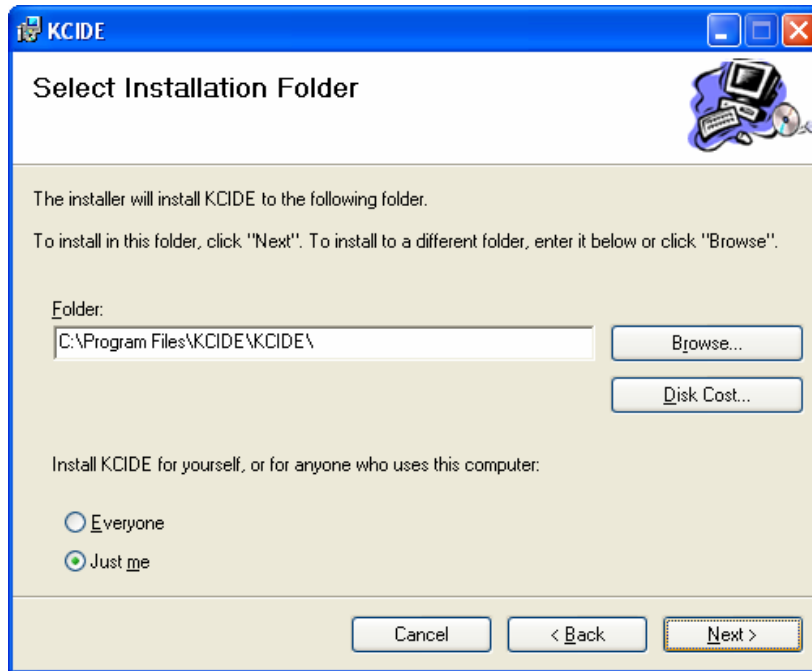 KCIDE
Select Installation Folder
The installer will install KCIDE to the following folder.
To install in this folder, click "Next". To install to a different folder, enter it below or click "Browse".
Folder:
C:\Program Files\KCIDE\KCIDE\
Browse...
Disk Cost...
Install KCIDE for yourself, or for anyone who uses this computer:
Everyone
Just me
Cancel
< Back
Next >